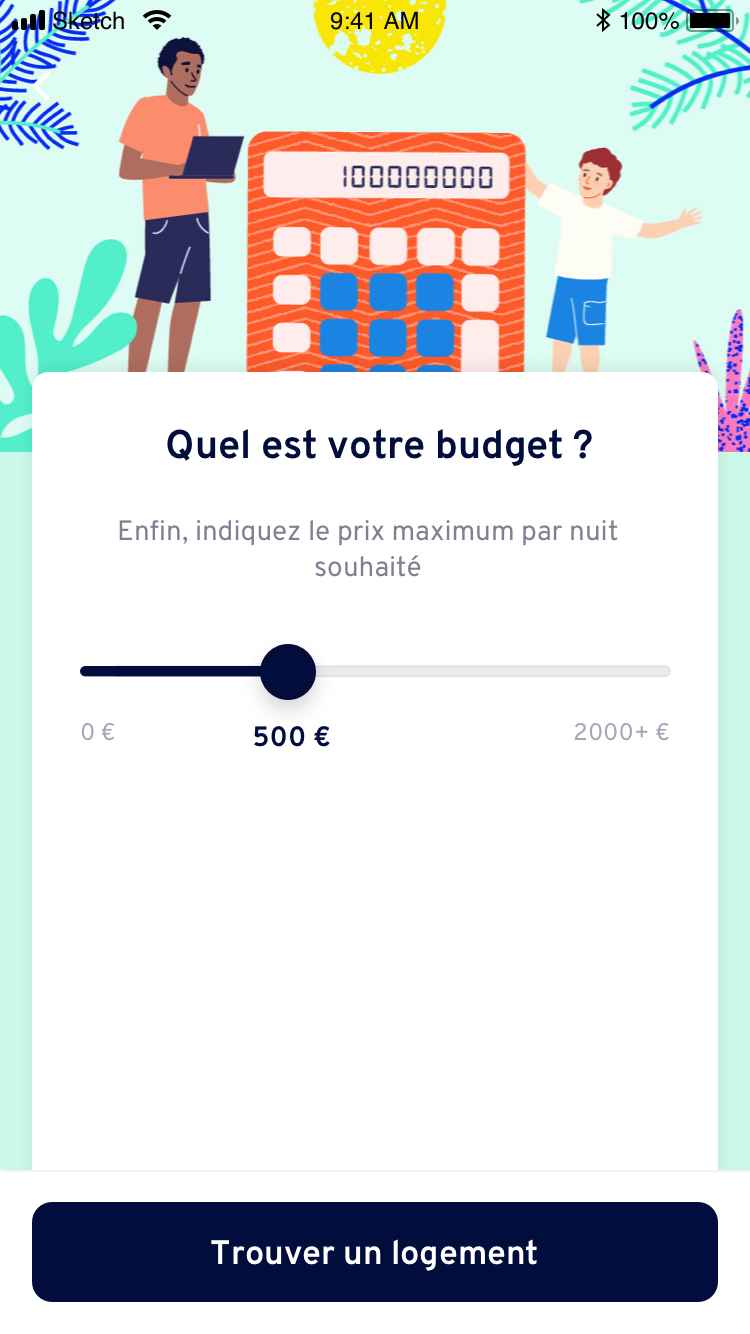 Sketch 9:41 AM 100%
100000000
Quel est votre budget ?
Enfin, indiquez le prix maximum par nuit
souhaité
0 € 500 € 2000+ €
Trouver un logement